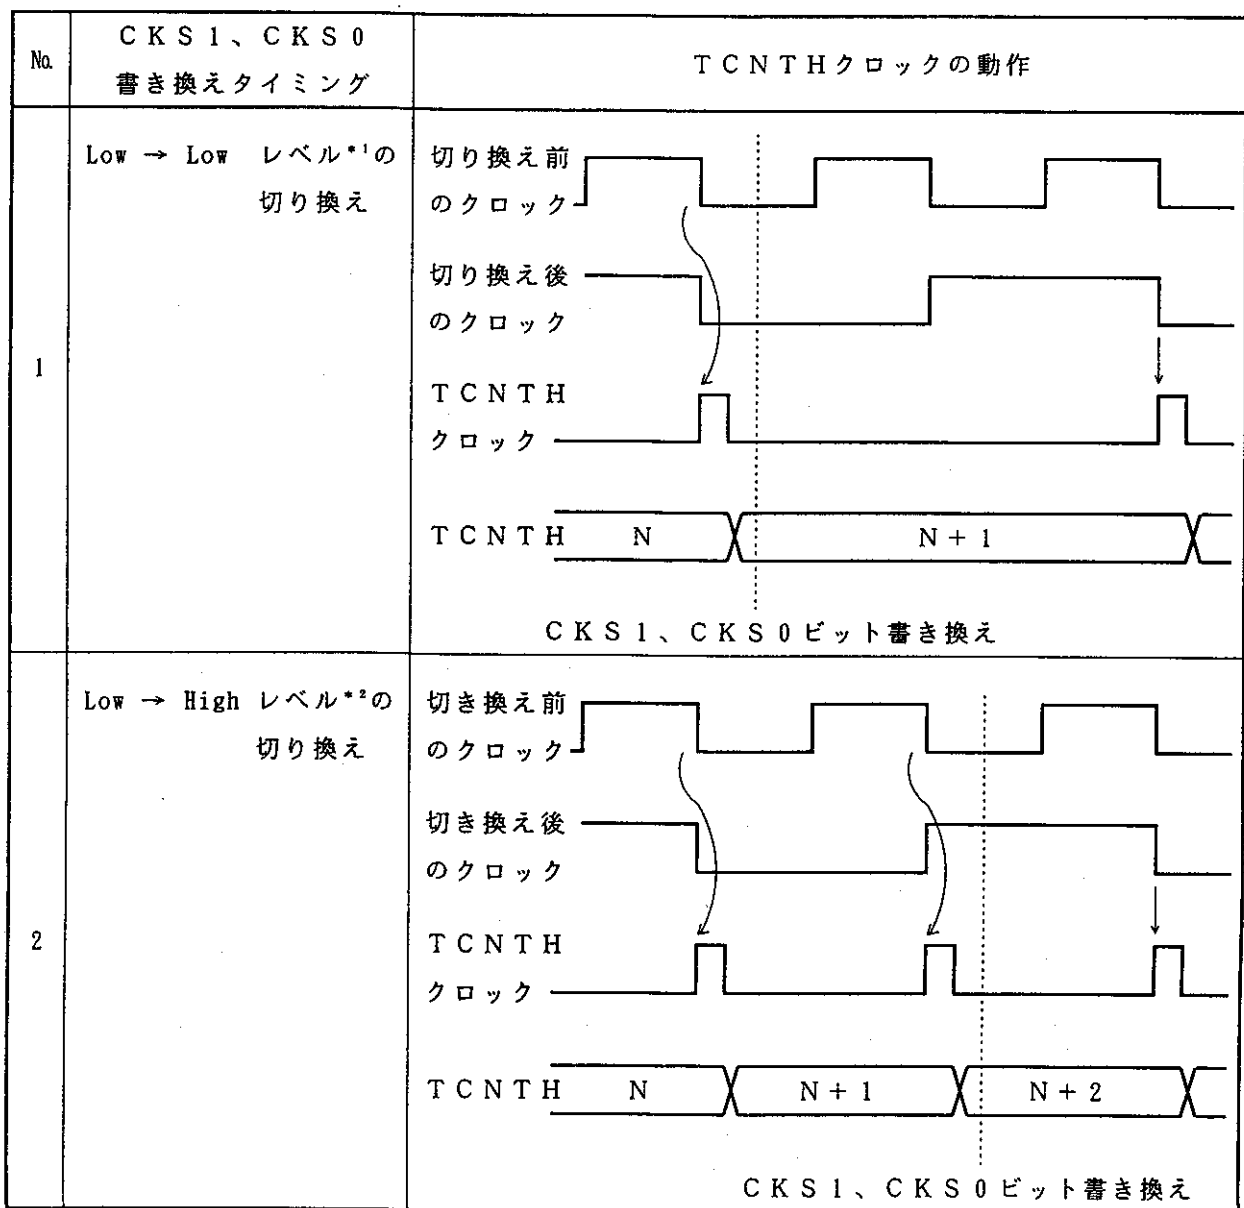 No.
CKS1、CKS0
書き換えタイミング
TCNTHクロックの動作
1
Low → Low レベル*1の
切り換え
切り換え前
のクロック
切り換え後
のクロック
TCNTH
クロック
TCNTH
N
N+1
CKS1、CKS0ビット書き換え
2
Low → High レベル*2の
切り換え
切き換え前
のクロック
切き換え後
のクロック
TCNTH
クロック
TCNTH
N
N+1
N+2
CKS1、CKS0ビット書き換え